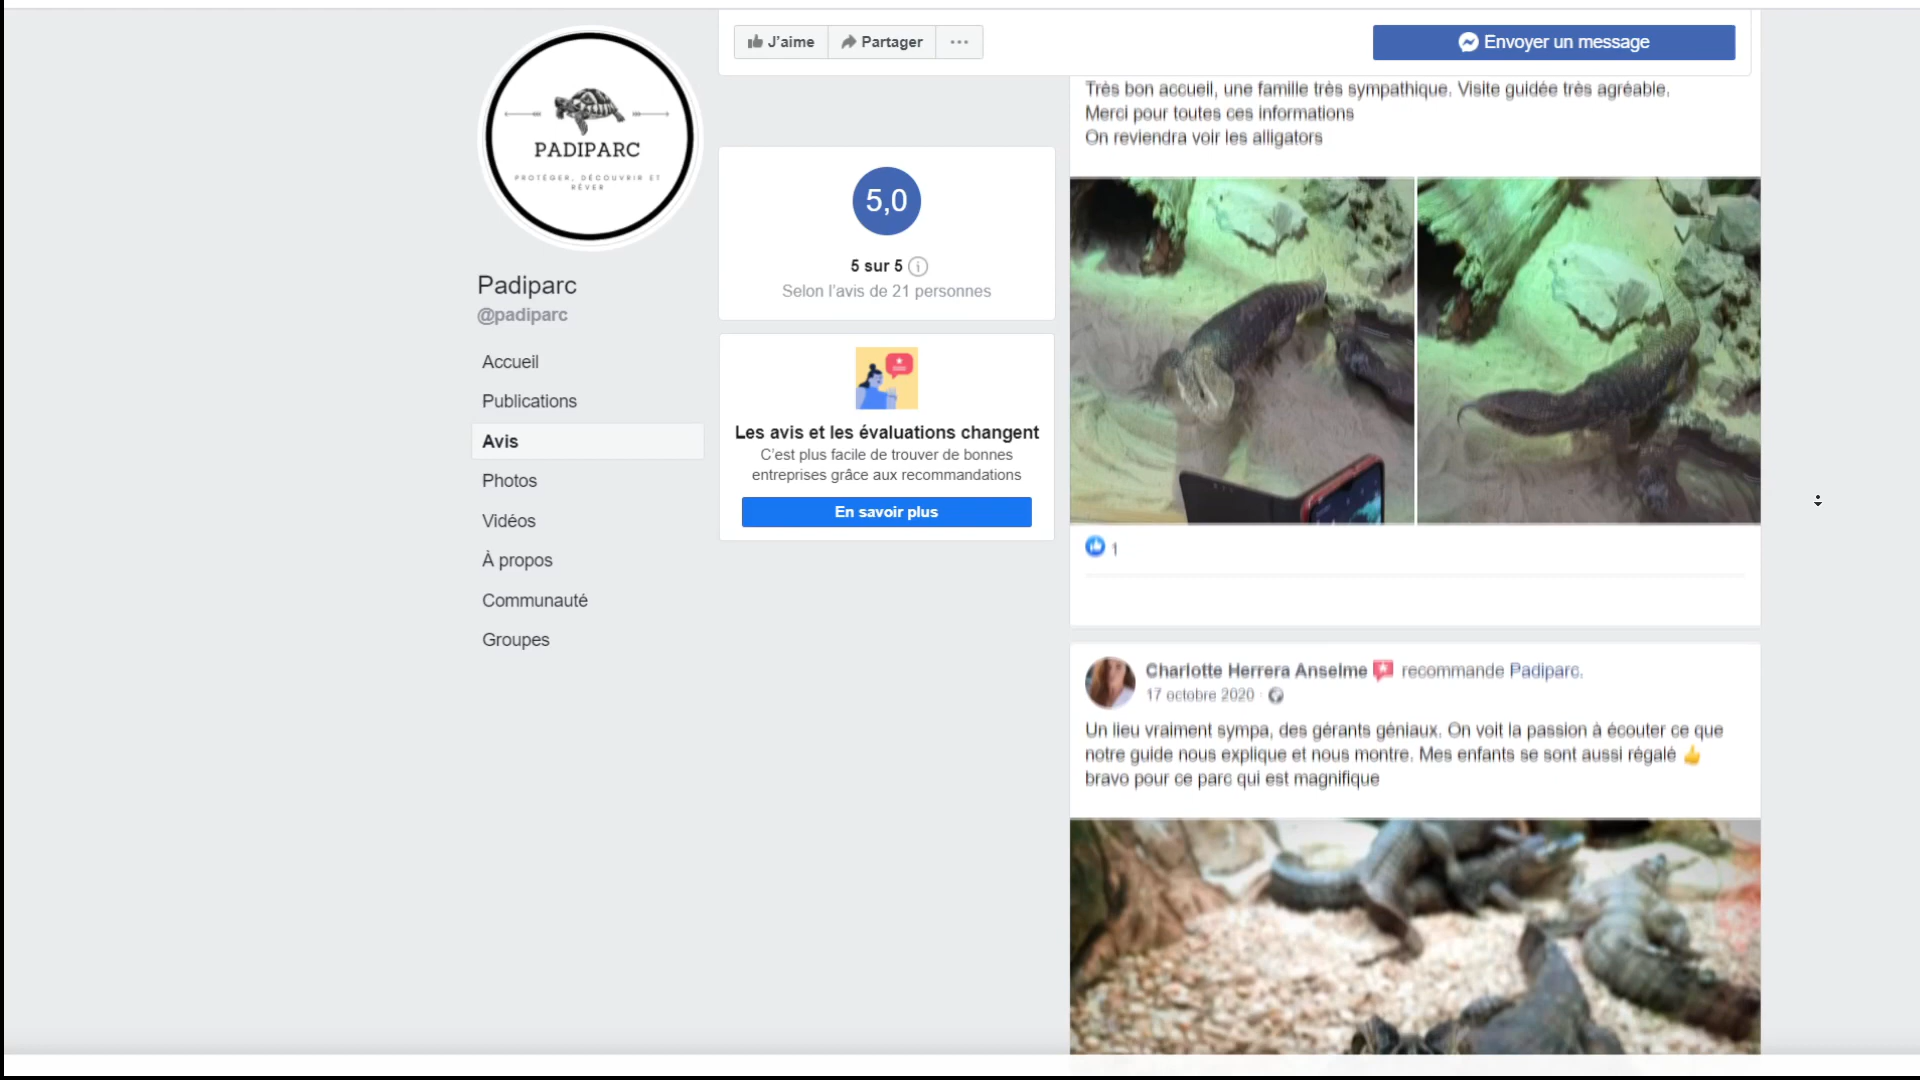 PADIPARC
PROTÉGER, DÉCOUVRIR ET
RÊVER
Padiparc
@padiparc
Accueil
Publications
Avis
Photos
Vidéos
À propos
Communauté
Groupes
J'aime
Partager
Envoyer un message
5,0
5 sur 5
Selon l'avis de 21 personnes
Les avis et les évaluations changent
C'est plus facile de trouver de bonnes
entreprises grâce aux recommandations
En savoir plus
Très bon accueil, une famille très sympathique. Visite guidée très agréable.
Merci pour toutes ces informations
On reviendra voir les alligators
1
Charlotte Herrera Anselme recommande Padiparc.
17 octobre 2020
Un lieu vraiment sympa, des gérants géniaux. On voit la passion à écouter ce que
notre guide nous explique et nous montre. Mes enfants se sont aussi régalé 👍
bravo pour ce parc qui est magnifique